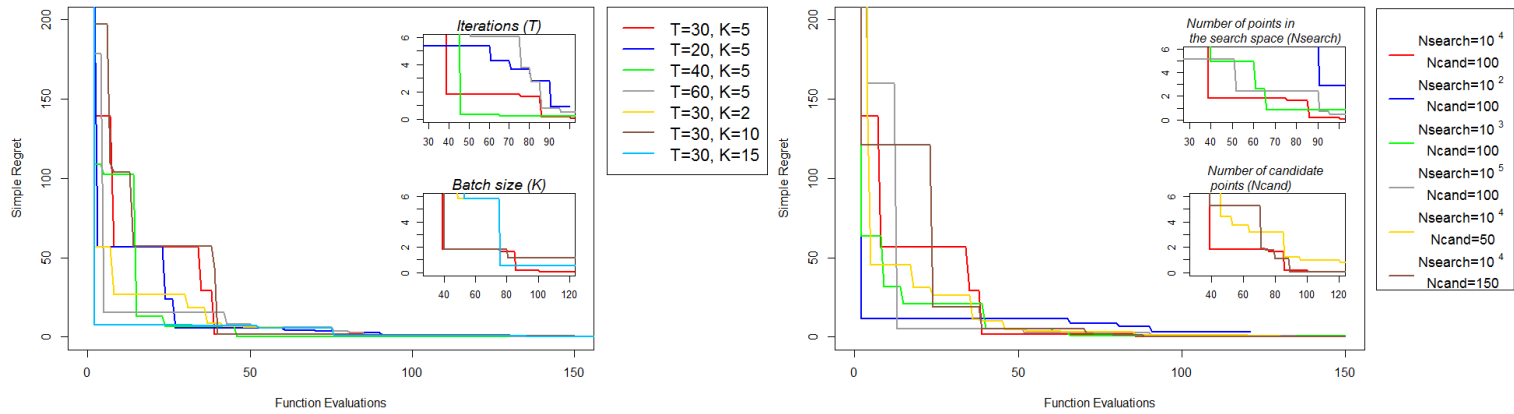 Simple Regret
200
150
100
50
0
0
50
100
150
Function Evaluations
Iterations (T)
6
4
2
0
30 40 50 60 70 80 90
Batch size (K)
6
4
2
0
40 60 80 100 120
T=30, K=5
T=20, K=5
T=40, K=5
T=60, K=5
T=30, K=2
T=30, K=10
T=30, K=15
Simple Regret
200
150
100
50
0
0
50
100
150
Function Evaluations
Number of points in
the search space (Nsearch)
6
4
2
0
30 40 50 60 70 80 90
Number of candidate
points (Ncand)
6
4
2
0
40 60 80 100 120
Nsearch=10 4
Ncand=100
Nsearch=10 2
Ncand=100
Nsearch=10 3
Ncand=100
Nsearch=10 5
Ncand=100
Nsearch=10 4
Ncand=50
Nsearch=10 4
Ncand=150